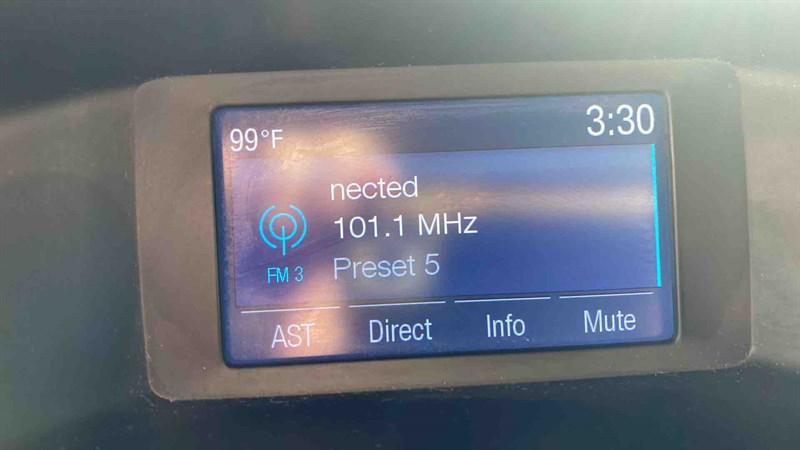 99°F 3:30
nected
101.1 MHz
FM 3 Preset 5
AST Direct Info Mute